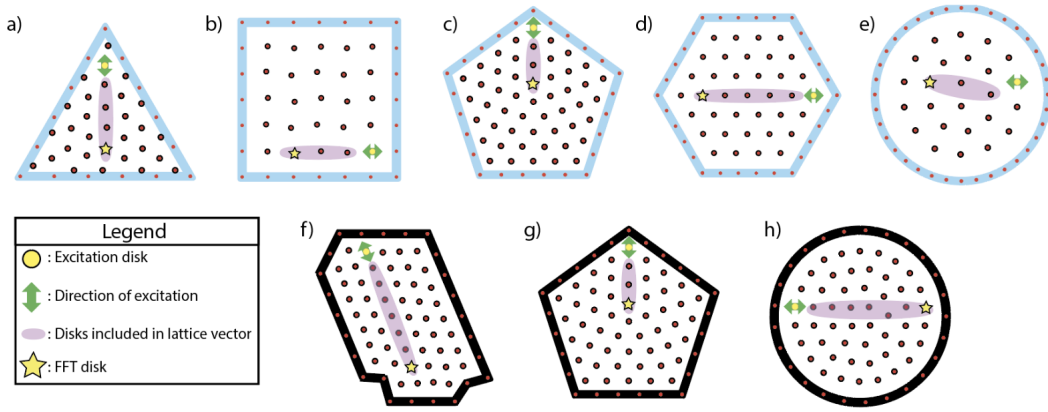 a)
b)
c)
d)
e)
f)
g)
h)
Legend
: Excitation disk
: Direction of excitation
: Disks included in lattice vector
: FFT disk